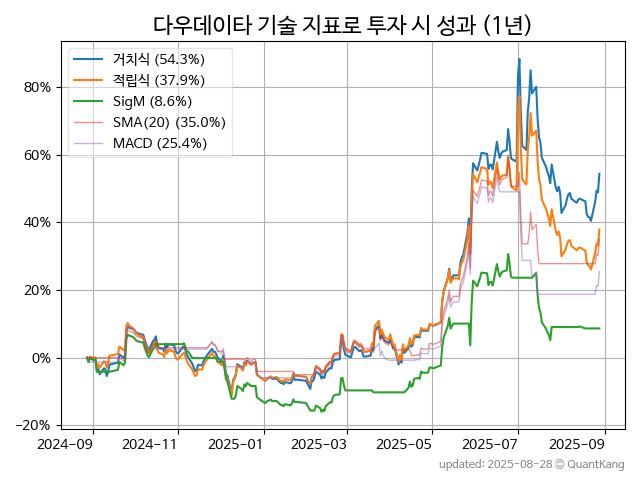 다우데이타 기술 지표로 투자 시 성과 (1년)
거치식 (54.3%)
적립식 (37.9%)
SigM (8.6%)
SMA(20) (35.0%)
MACD (25.4%)
80%
60%
40%
20%
0%
−20%
2024-09 2024-11 2025-01 2025-03 2025-05 2025-07 2025-09
updated: 2025-08-28 © QuantKang